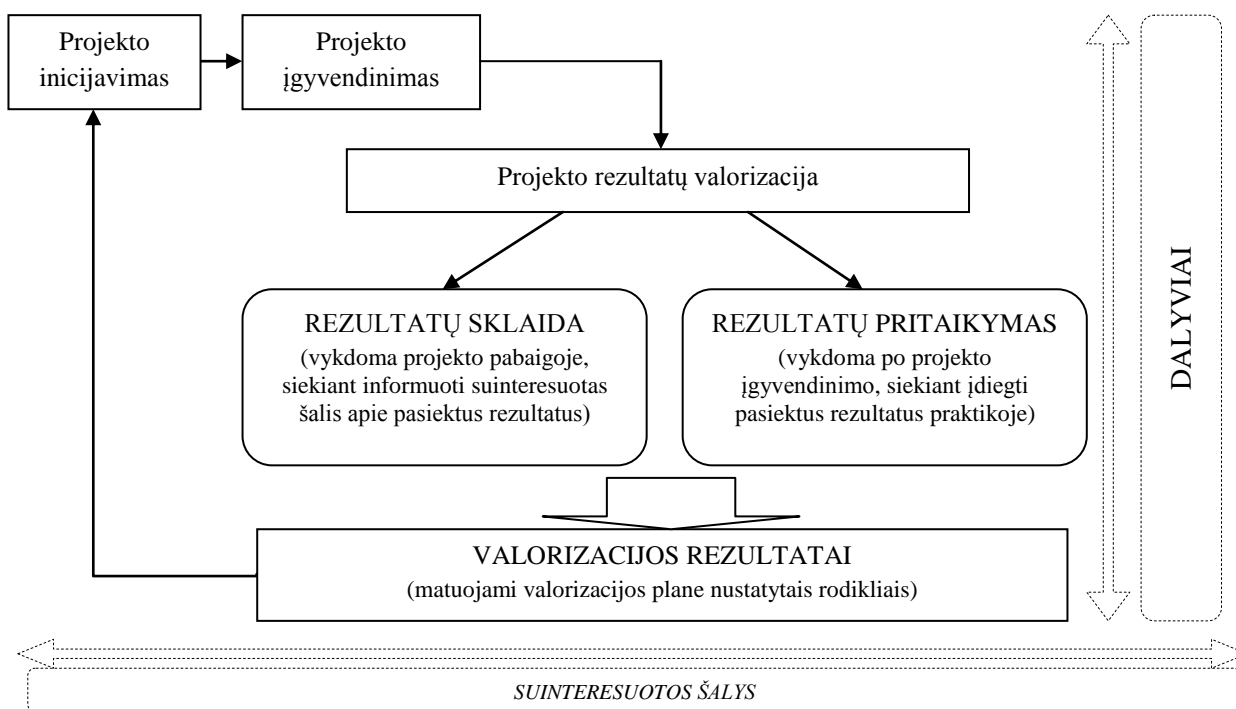 Projekto
inicijavimas
Projekto
įgyvendinimas
Projekto rezultatų valorizacija
REZULTATŲ SKLAIDA
(vykdoma projekto pabaigoje,
siekiant informuoti suinteresuotas
šalis apie pasiektus rezultatus)
REZULTATŲ PRITAIKYMAS
(vykdoma po projekto
įgyvendinimo, siekiant įdiegti
pasiektus rezultatus praktikoje)
VALORIZACIJOS REZULTATAI
(matuojami valorizacijos plane nustatytais rodikliais)
DALYVIAI
SUINTERESUOTOS ŠALYS